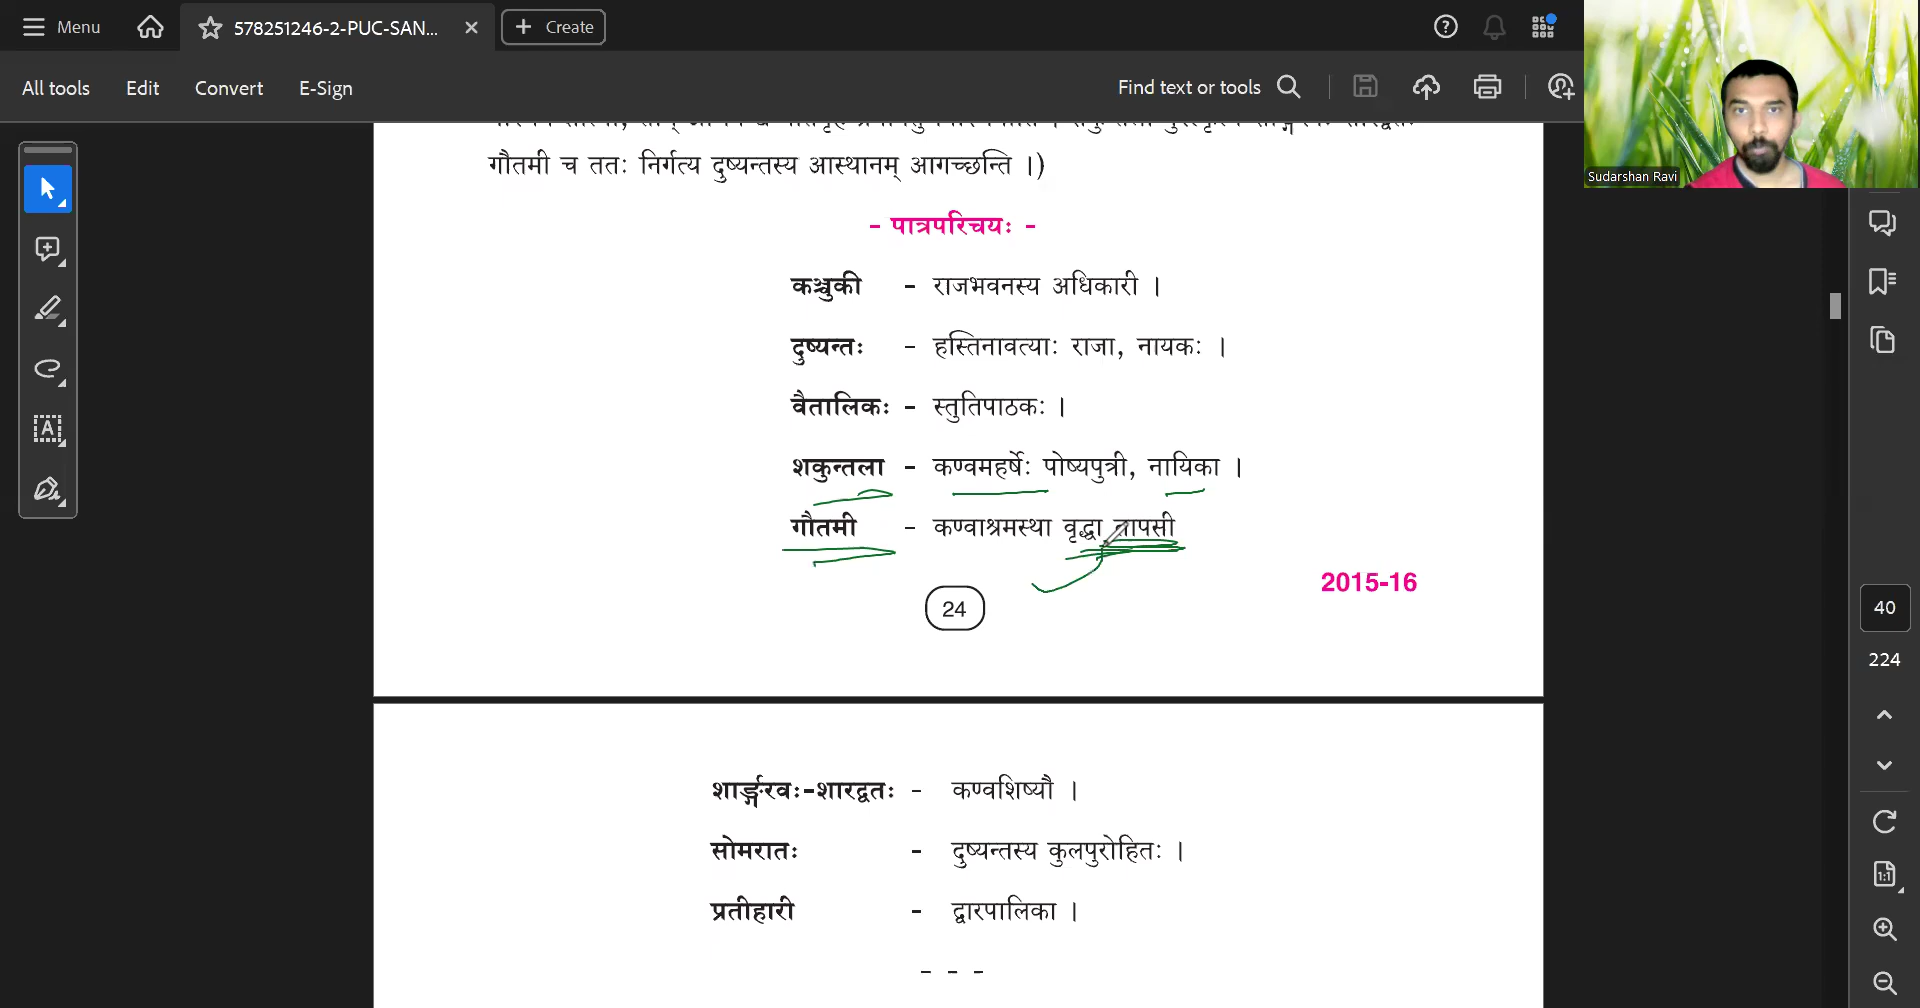 Menu
578251246-2-PUC-SAN...
Create
All tools
Edit
Convert
E-Sign
Find text or tools
Sudarshan Ravi
गौतमी च ततः निर्गत्य दुष्यन्तस्य आस्थानम् आगच्छन्ति ।)
- पात्रपरिचयः -
कञ्चुकी - राजभवनस्य अधिकारी ।
दुष्यन्तः - हस्तिनावत्याः राजा, नायकः ।
वैतालिकः - स्तुतिपाठकः ।
शकुन्तला - कण्वमहर्षेः पोष्यपुत्री, नायिका ।
गौतमी - कण्वाश्रमस्था वृद्धा तापसी
2015-16
24
40
224
शार्ङ्गरवः-शारद्वतः - कण्वशिष्यौ ।
सोमरातः - दुष्यन्तस्य कुलपुरोहितः ।
प्रतीहारी - द्वारपालिका ।
- - -